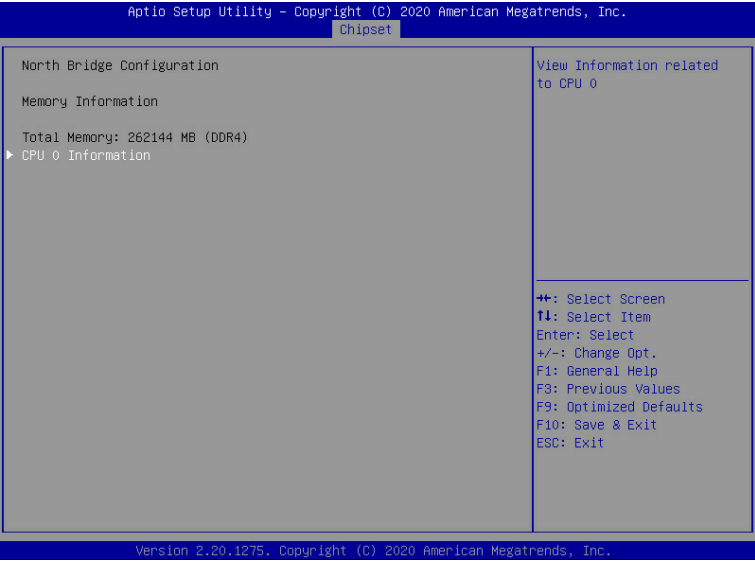 Aptio Setup Utility – Copyright (C) 2020 American Megatrends, Inc.
Chipset
North Bridge Configuration
Memory Information
Total Memory: 262144 MB (DDR4)
▶ CPU 0 Information
View Information related
to CPU 0
→←: Select Screen
↑↓: Select Item
Enter: Select
+/-: Change Opt.
F1: General Help
F3: Previous Values
F9: Optimized Defaults
F10: Save & Exit
ESC: Exit
Version 2.20.1275. Copyright (C) 2020 American Megatrends, Inc.